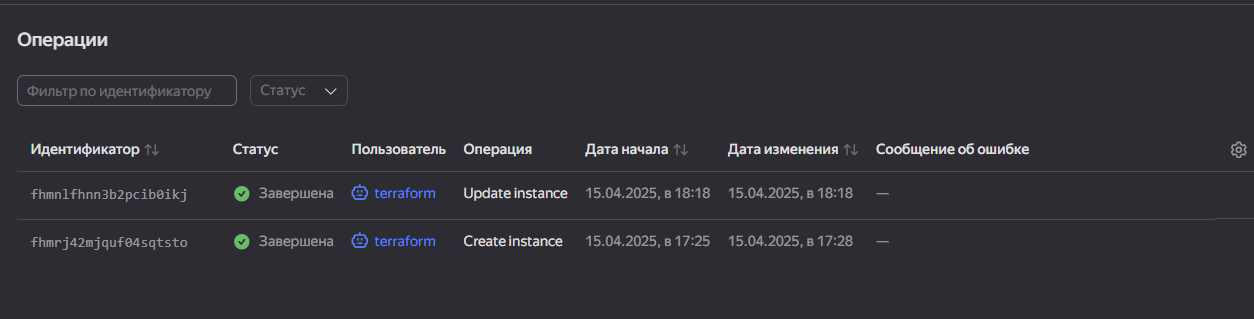 Операции
Фильтр по идентификатору Статус
Идентификатор Статус Пользователь Операция Дата начала Дата изменения Сообщение об ошибке
fhmnlfhnn3b2pcib0ikj Завершена terraform Update instance 15.04.2025, в 18:18 15.04.2025, в 18:18 —
fhmrj42mjquf04sqtsto Завершена terraform Create instance 15.04.2025, в 17:25 15.04.2025, в 17:28 —